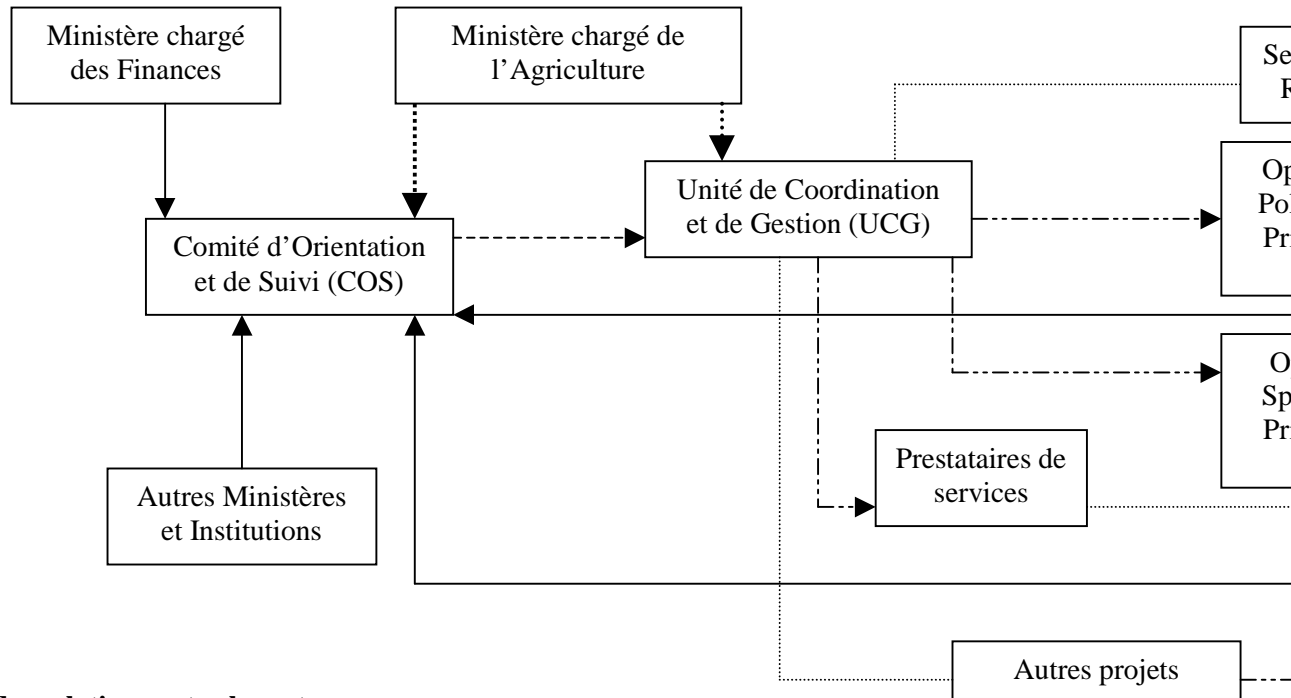 Ministère chargé
des Finances
Ministère chargé de
l’Agriculture
Unité de Coordination
et de Gestion (UCG)
Comité d’Orientation
et de Suivi (COS)
Prestataires de
services
Autres Ministères
et Institutions
Autres projets